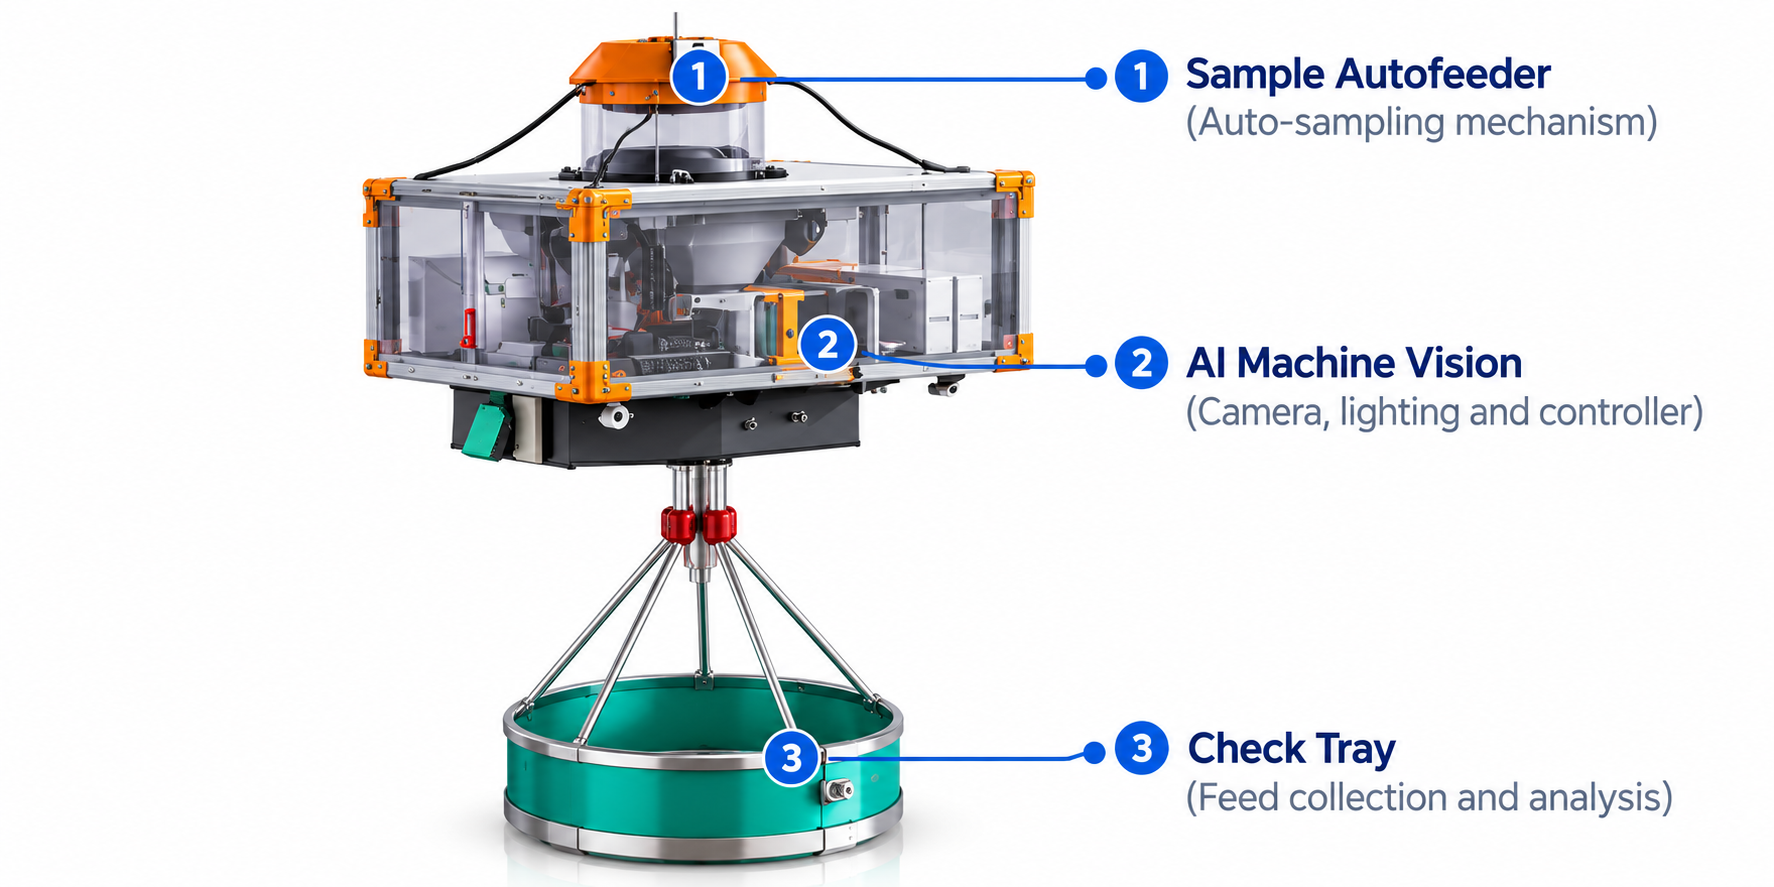 1
1 Sample Autofeeder
(Auto-sampling mechanism)
2
2 AI Machine Vision
(Camera, lighting and controller)
3
3 Check Tray
(Feed collection and analysis)